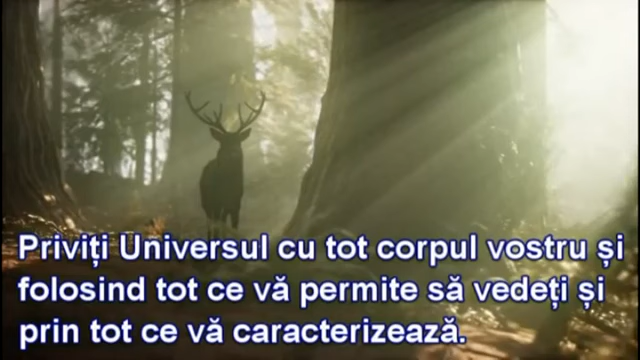 Priviți Universul cu tot corpul vostru și
folosind tot ce vă permite să vedeți și
prin tot ce vă caracterizează.